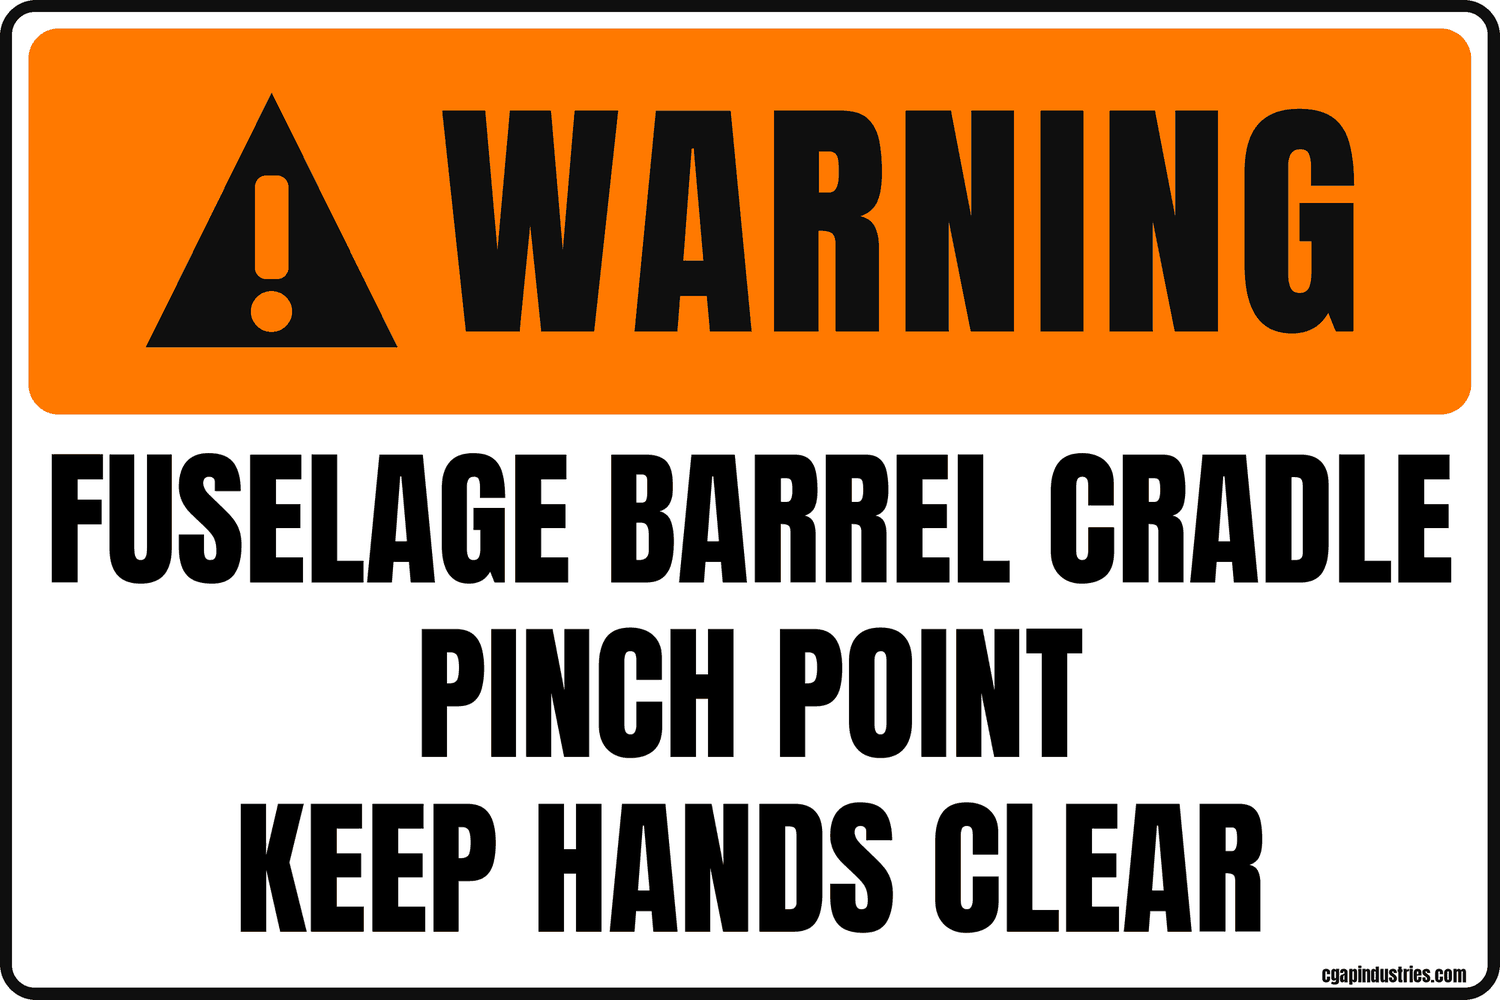 WARNING
FUSELAGE BARREL CRADLE
PINCH POINT
KEEP HANDS CLEAR
cgapindustries.com